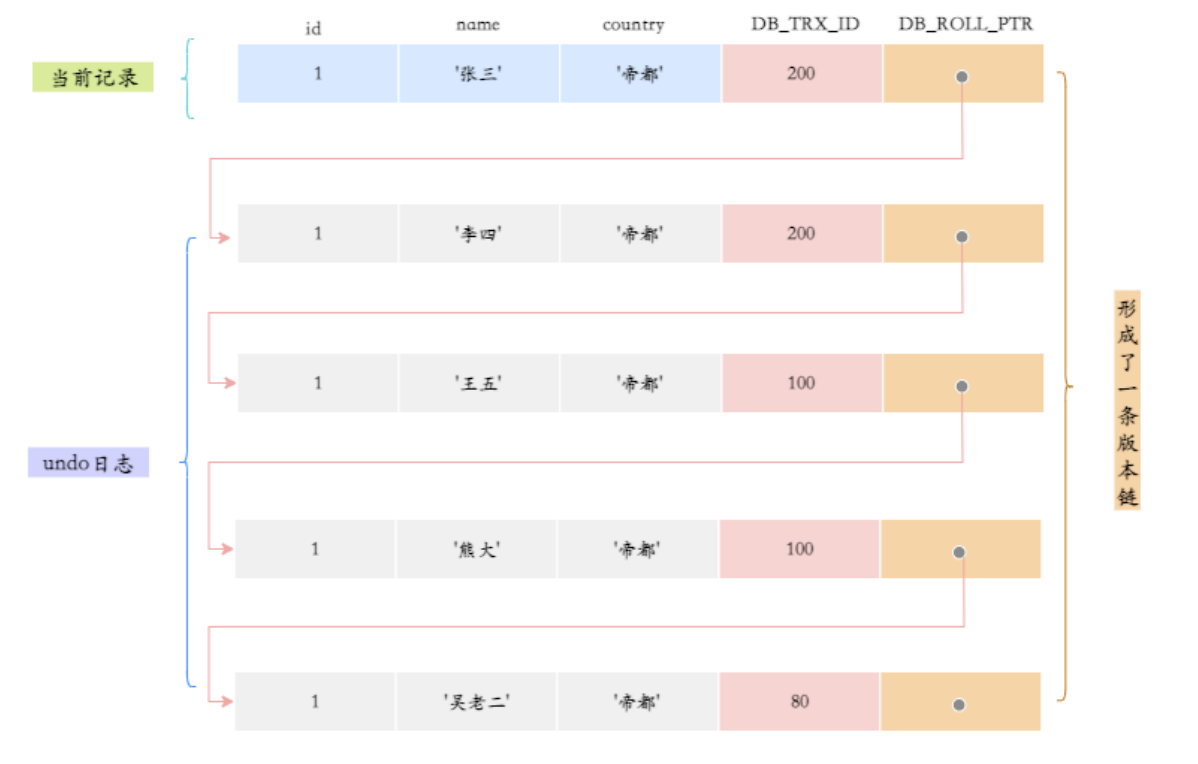 id name country DB_TRX_ID DB_ROLL_PTR
当前记录 1 '张三' '帝都' 200
1 '李四' '帝都' 200
1 '王五' '帝都' 100
undo日志
1 '熊大' '帝都' 100
1 '吴老二' '帝都' 80
形成了一条版本链